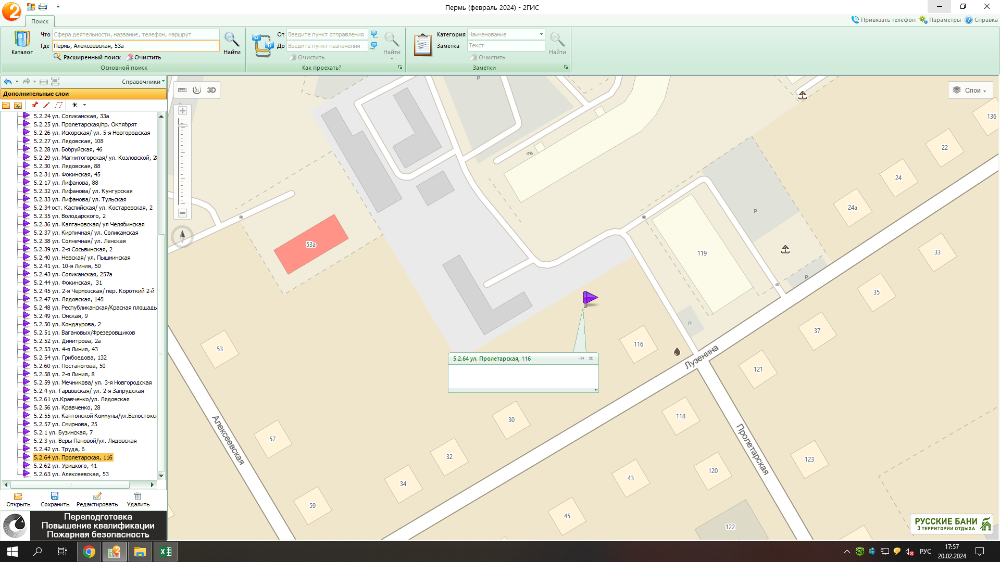 Пермь (февраль 2024) - 2ГИС
Поиск
Привязать телефон
Параметры
Справка
Каталог
Что
Сфера деятельности, название, телефон, маршрут
Где
Пермь, Алексеевская, 53а
Расширенный поиск
Очистить
Найти
Основной поиск
От
Введите пункт отправления
До
Введите пункт назначения
Очистить
Найти
Как проехать?
Категория
Наименование
Заметка
Текст
Очистить
Найти
Заметки
Справочники
Дополнительные слои
5.2.24 ул. Соликамская, 33а
5.2.25 ул. Пролетарская/пр. Октябрят
5.2.26 ул. Искорская/ ул. 5-я Новгородская
5.2.27 ул. Лядовская, 108
5.2.28 ул. Бобруйская, 46
5.2.29 ул. Магнитогорская/ ул. Козловской, 28
5.2.30 ул. Лядовская, 88
5.2.31 ул. Фокинская, 45
5.2.17 ул. Лифанова, 88
5.2.32 ул. Лифанова/ ул. Кунгурская
5.2.33 ул. Лифанова/ ул. Тульская
5.2.34 ост. Каспийская/ ул. Костаревская, 2
5.2.35 ул. Володарского, 2
5.2.36 ул. Калгановская/ ул Челябинская
5.2.37 ул. Кирпичная/ ул. Соликамская
5.2.38 ул. Солнечная/ ул. Ленская
5.2.39 ул. 2-я Сосьвинская, 2
5.2.40 ул. Невская/ ул. Пышминская
5.2.41 ул. 10-я Линия, 50
5.2.43 ул. Соликамская, 257а
5.2.44 ул. Фокинская, 31
5.2.45 ул. 2-я Чермозская/ пер. Короткий 2-й
5.2.47 ул. Лядовская, 145
5.2.48 ул. Республиканская/Красная площадь
5.2.49 ул. Омская, 9
5.2.50 ул. Кондаурова, 2
5.2.51 ул. Вагановых/Фрезеровщиков
5.2.52 ул. Димитрова, 2а
5.2.53 ул. 4-я Линия, 43
5.2.54 ул. Грибоедова, 132
5.2.60 ул. Постаногова, 50
5.2.58 ул. 2-я Линия, 8
5.2.59 ул. Мечникова/ ул. 3-я Новгородская
5.2.4 ул. Гарцовская/ ул. 2-я Запрудская
5.2.61 ул.Кравченко/ул. Лядовская
5.2.56 ул. Кравченко, 28
5.2.55 ул. Кантонской Коммуны/ул.Белостокск
5.2.57 ул. Смирнова, 25
5.2.1 ул. Бузинская, 7
5.2.3 ул. Веры Пановой/ул. Лядовская
5.2.42 ул. Труда, 6
5.2.64 ул. Пролетарская, 116
5.2.62 ул. Урицкого, 41
5.2.63 ул. Алексеевская, 53
Открыть
Сохранить
Редактировать
Удалить
Переподготовка
Повышение квалификации
Пожарная безопасность
3D
Слои
P
136
22
24
24а
P
53а
119
33
P
35
P
37
53
116
5.2.64 ул. Пролетарская, 116
Лузенина
121
30
118
57
Алексеевская
32
Пролетарская
123
120
43
34
59
45
122
РУССКИЕ БАНИ
3 ТЕРРИТОРИИ ОТДЫХА
РУС
17:57
20.02.2024